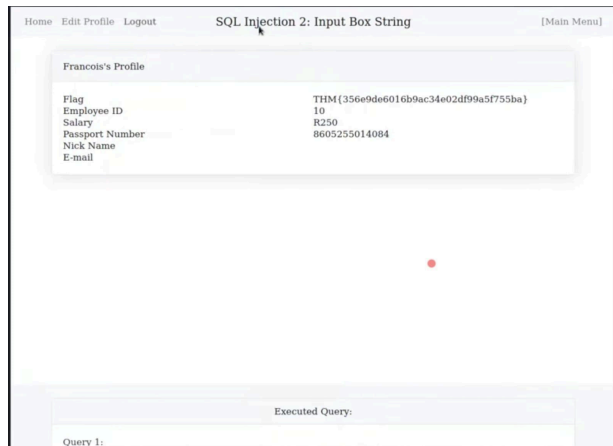 Home Edit Profile Logout SQL Injection 2: Input Box String [Main Menu]
Francois's Profile
Flag THM{356e9de6016b9ac34e02df99a5f755ba}
Employee ID 10
Salary R250
Passport Number 8605255014084
Nick Name
E-mail
Executed Query:
Query 1: